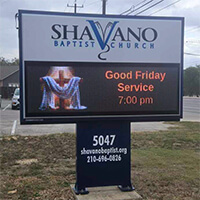 SHAVANO
BAPTIST CHURCH
Good Friday
Service
7:00 pm
5047
shavanobaptist.org
210-696-0826